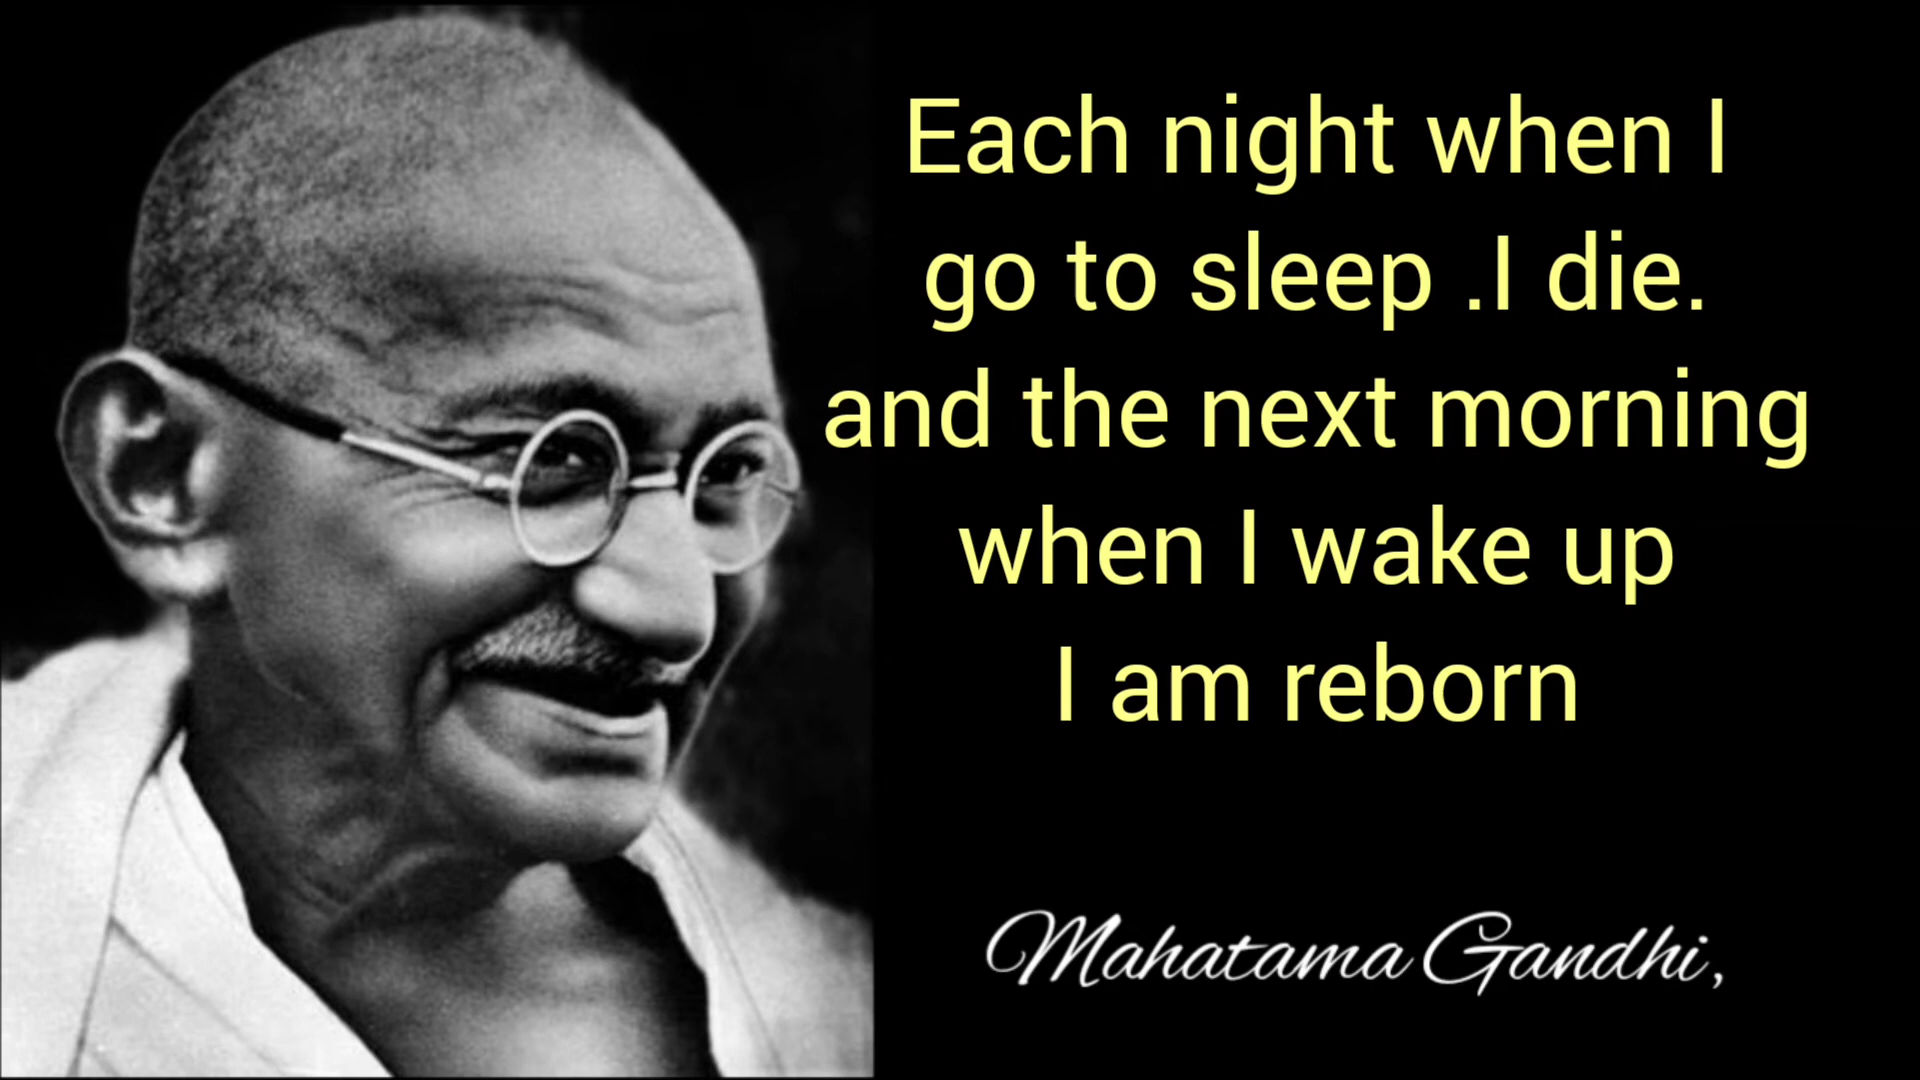 Each night when I
go to sleep .I die.
and the next morning
when I wake up
I am reborn
Mahatama Gandhi,